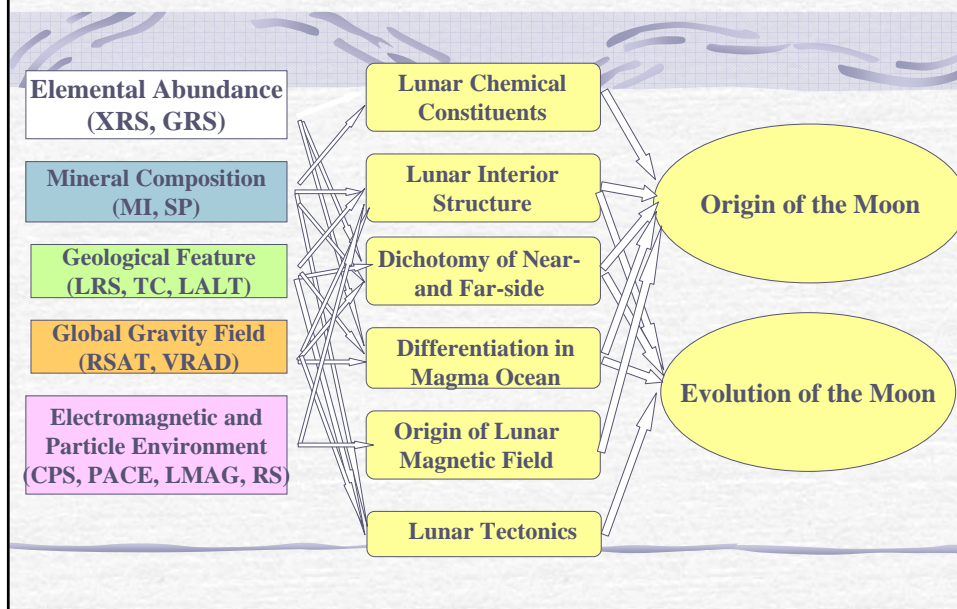 Elemental Abundance
(XRS, GRS)
Mineral Composition
(MI, SP)
Geological Feature
(LRS, TC, LALT)
Global Gravity Field
(RSAT, VRAD)
Electromagnetic and
Particle Environment
(CPS, PACE, LMAG, RS)
Lunar Chemical
Constituents
Lunar Interior
Structure
Dichotomy of Near-
and Far-side
Differentiation in
Magma Ocean
Origin of Lunar
Magnetic Field
Lunar Tectonics
Origin of the Moon
Evolution of the Moon